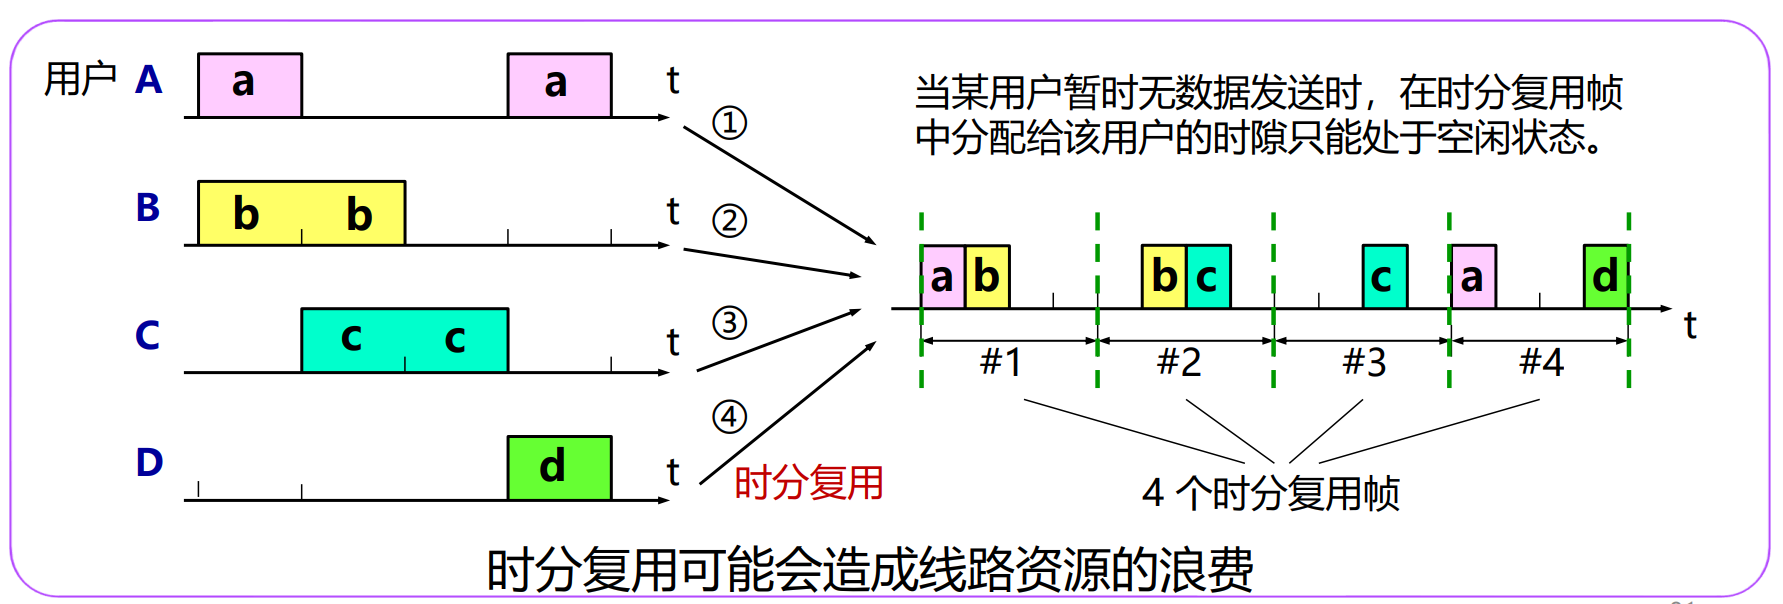 用户 A a a t
①
当某用户暂时无数据发送时，在时分复用帧
中分配给该用户的时隙只能处于空闲状态。
B b b t
②
C c c t
③
D d t
④
时分复用
a b b c c a d t
#1 #2 #3 #4
4 个时分复用帧
时分复用可能会造成线路资源的浪费